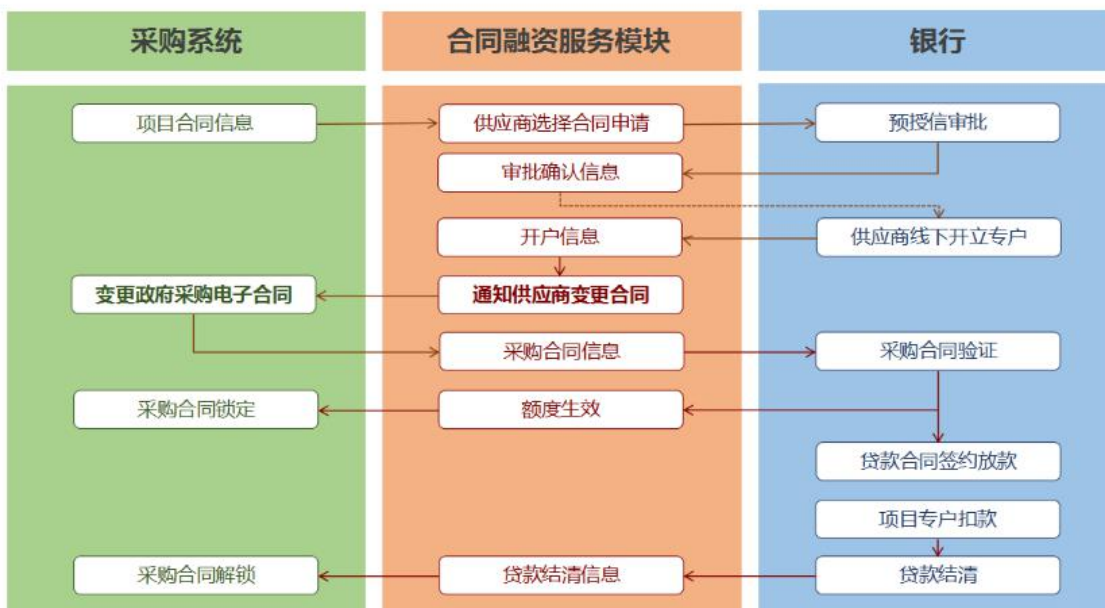 采购系统
合同融资服务模块
银行
项目合同信息
供应商选择合同申请
预授信审批
审批确认信息
开户信息
供应商线下开立专户
变更政府采购电子合同
通知供应商变更合同
采购合同信息
采购合同验证
采购合同锁定
额度生效
贷款合同签约放款
项目专户扣款
采购合同解锁
贷款结清信息
贷款结清